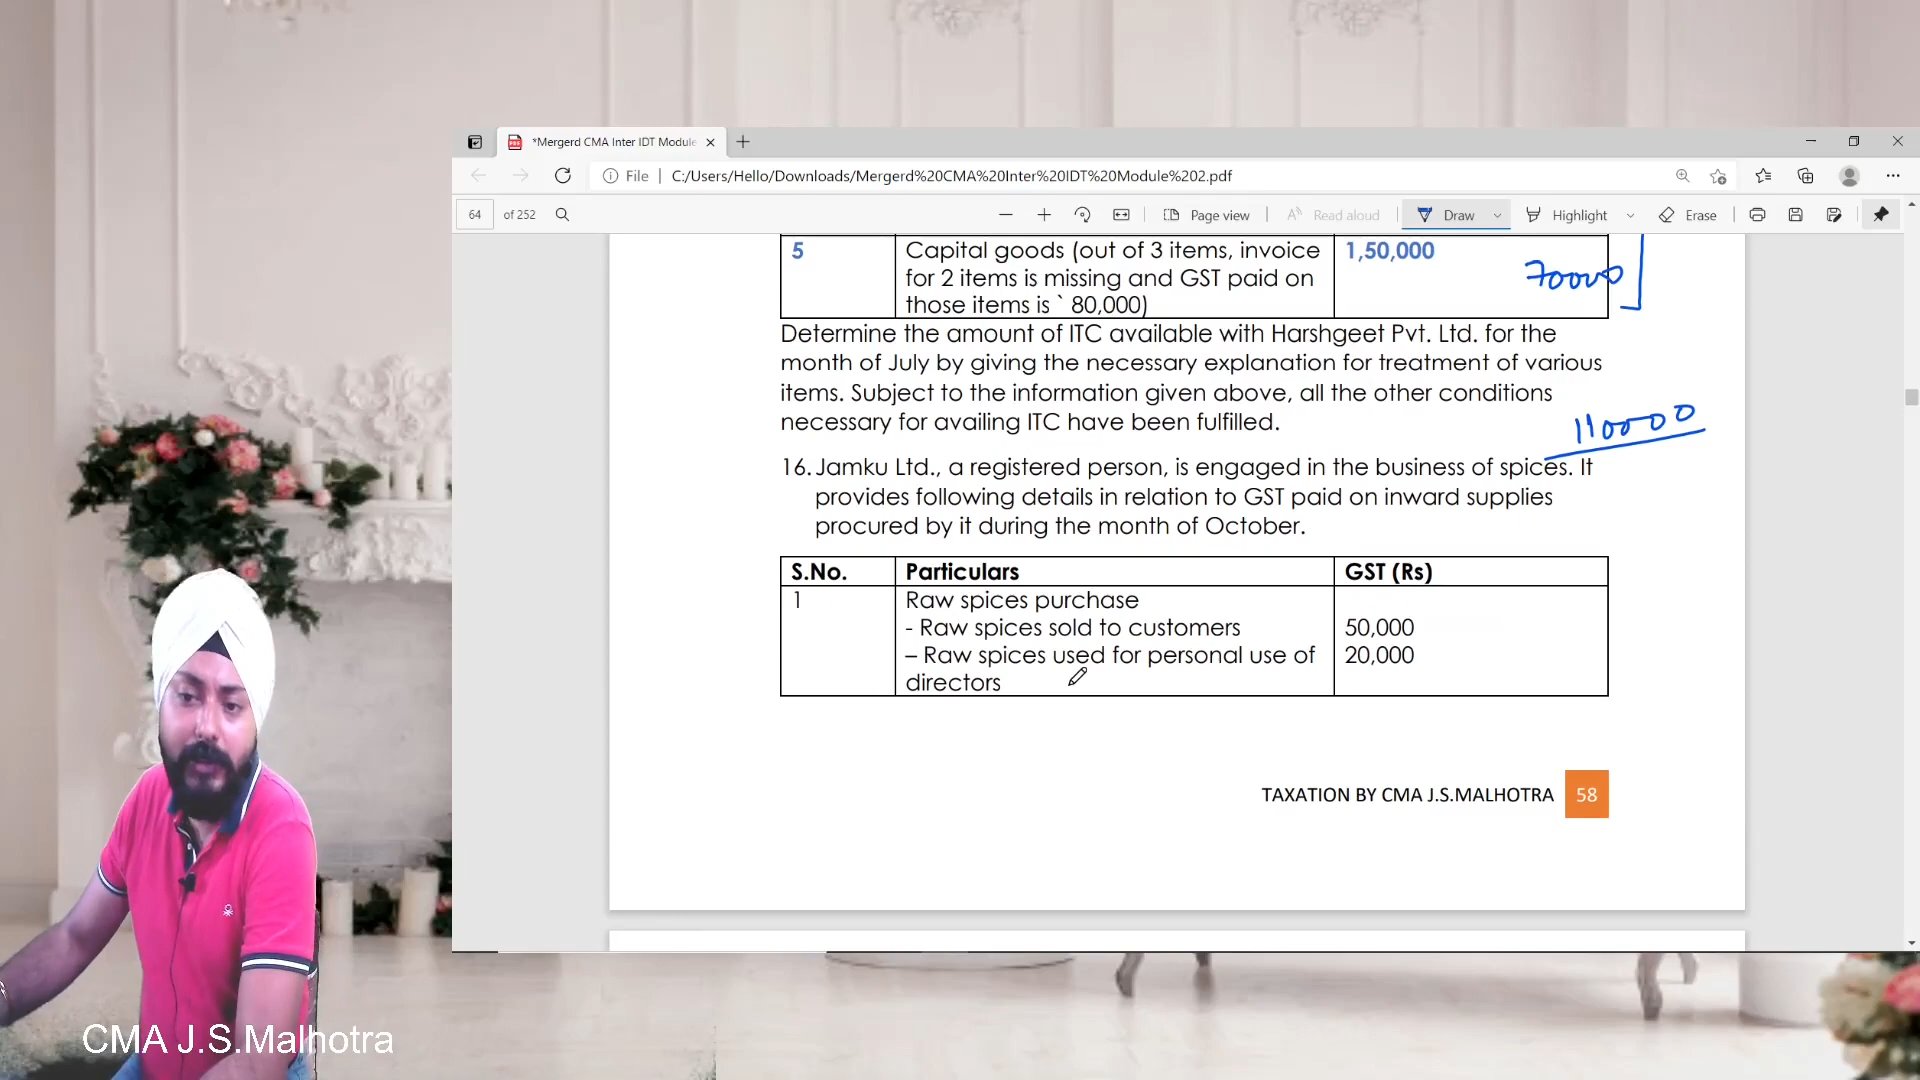 *Mergerd CMA Inter IDT Module
File | C:/Users/Hello/Downloads/Mergerd%20CMA%20Inter%20IDT%20Module%202.pdf
64 of 252 Page view Read aloud Draw Highlight Erase
5 Capital goods (out of 3 items, invoice 1,50,000
for 2 items is missing and GST paid on 70000
those items is ` 80,000)
Determine the amount of ITC available with Harshgeet Pvt. Ltd. for the
month of July by giving the necessary explanation for treatment of various
items. Subject to the information given above, all the other conditions
necessary for availing ITC have been fulfilled.
110000
16. Jamku Ltd., a registered person, is engaged in the business of spices. It
provides following details in relation to GST paid on inward supplies
procured by it during the month of October.
S.No. Particulars GST (Rs)
1 Raw spices purchase
- Raw spices sold to customers 50,000
– Raw spices used for personal use of 20,000
directors
TAXATION BY CMA J.S.MALHOTRA 58
CMA J.S.Malhotra